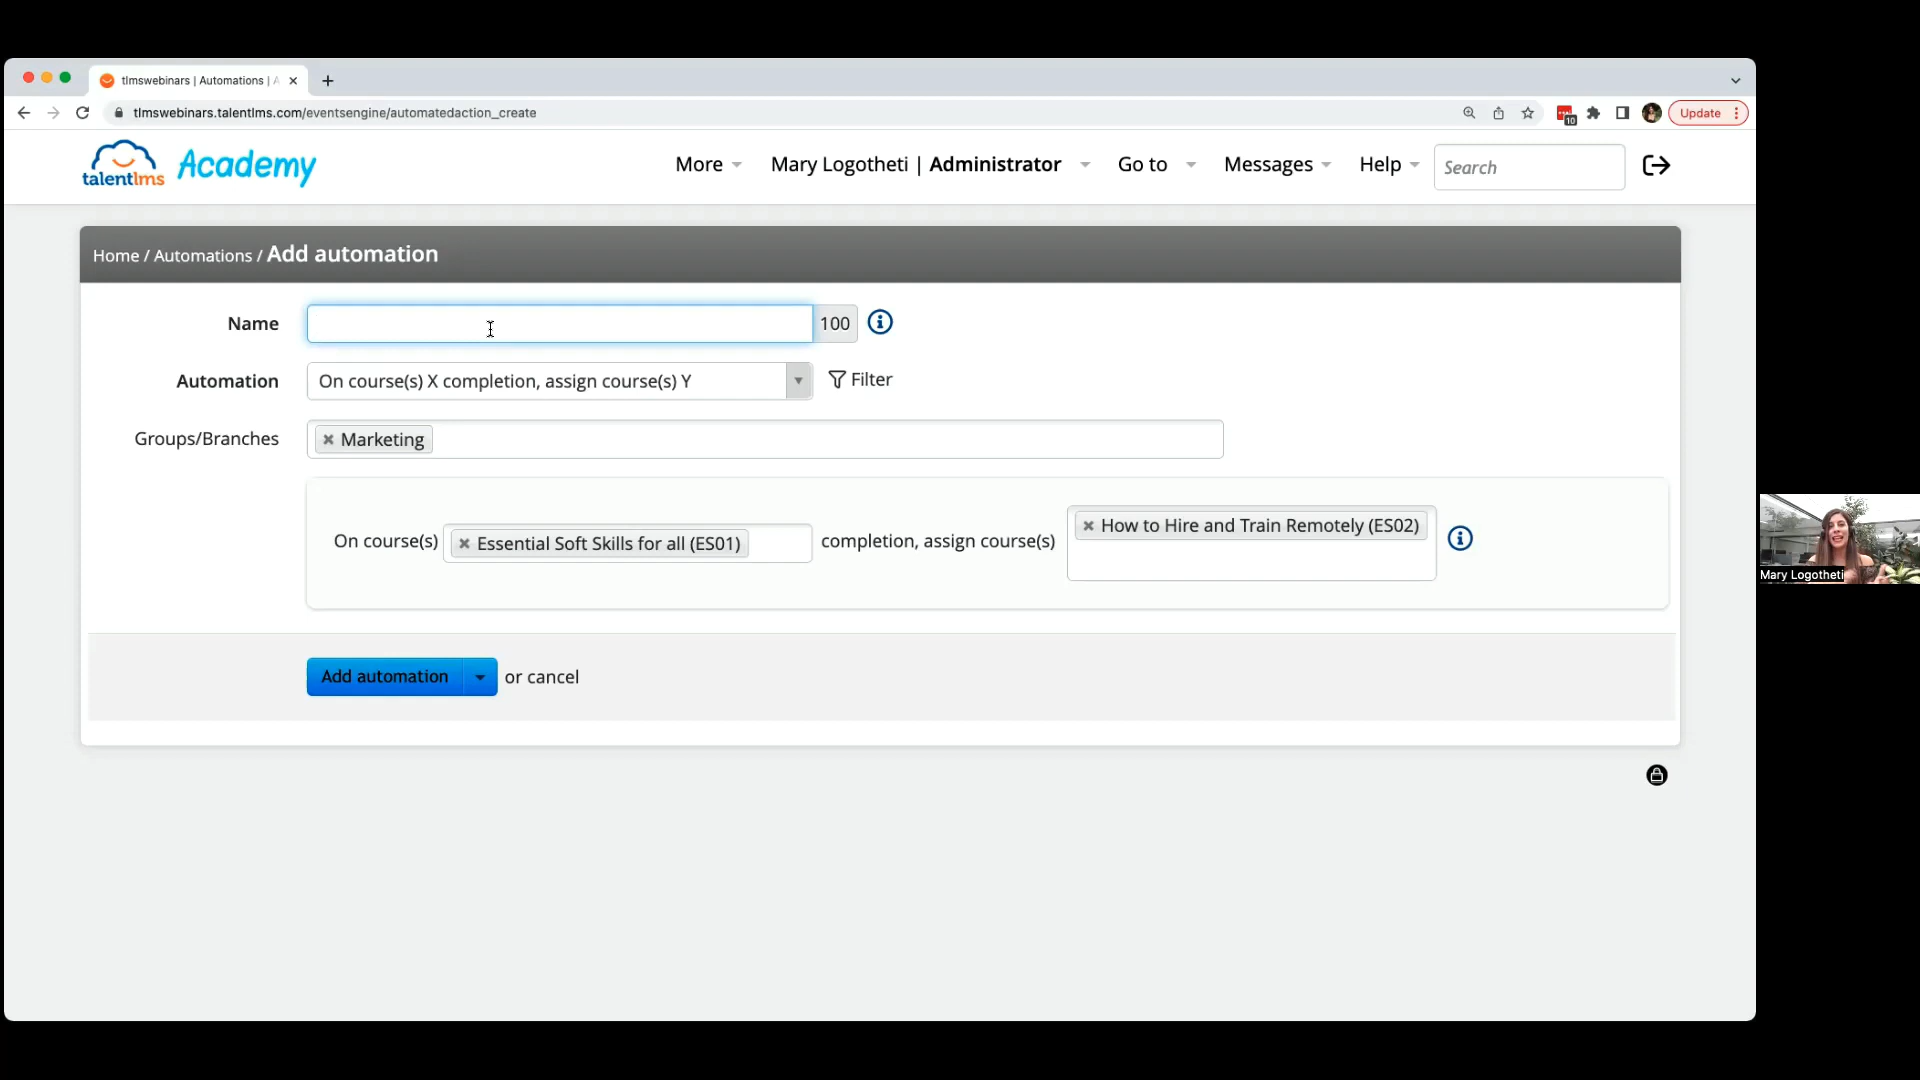 tlmswebinars | Automations | A
tlmswebinars.talentlms.com/eventsengine/automatedaction_create
10
Update
talentlms Academy
More
Mary Logotheti | Administrator
Go to
Messages
Help
Search
Home / Automations / Add automation
Name
100
Automation
On course(s) X completion, assign course(s) Y
Filter
Groups/Branches
Marketing
On course(s)
Essential Soft Skills for all (ES01)
completion, assign course(s)
How to Hire and Train Remotely (ES02)
Add automation
or cancel
Mary Logotheti